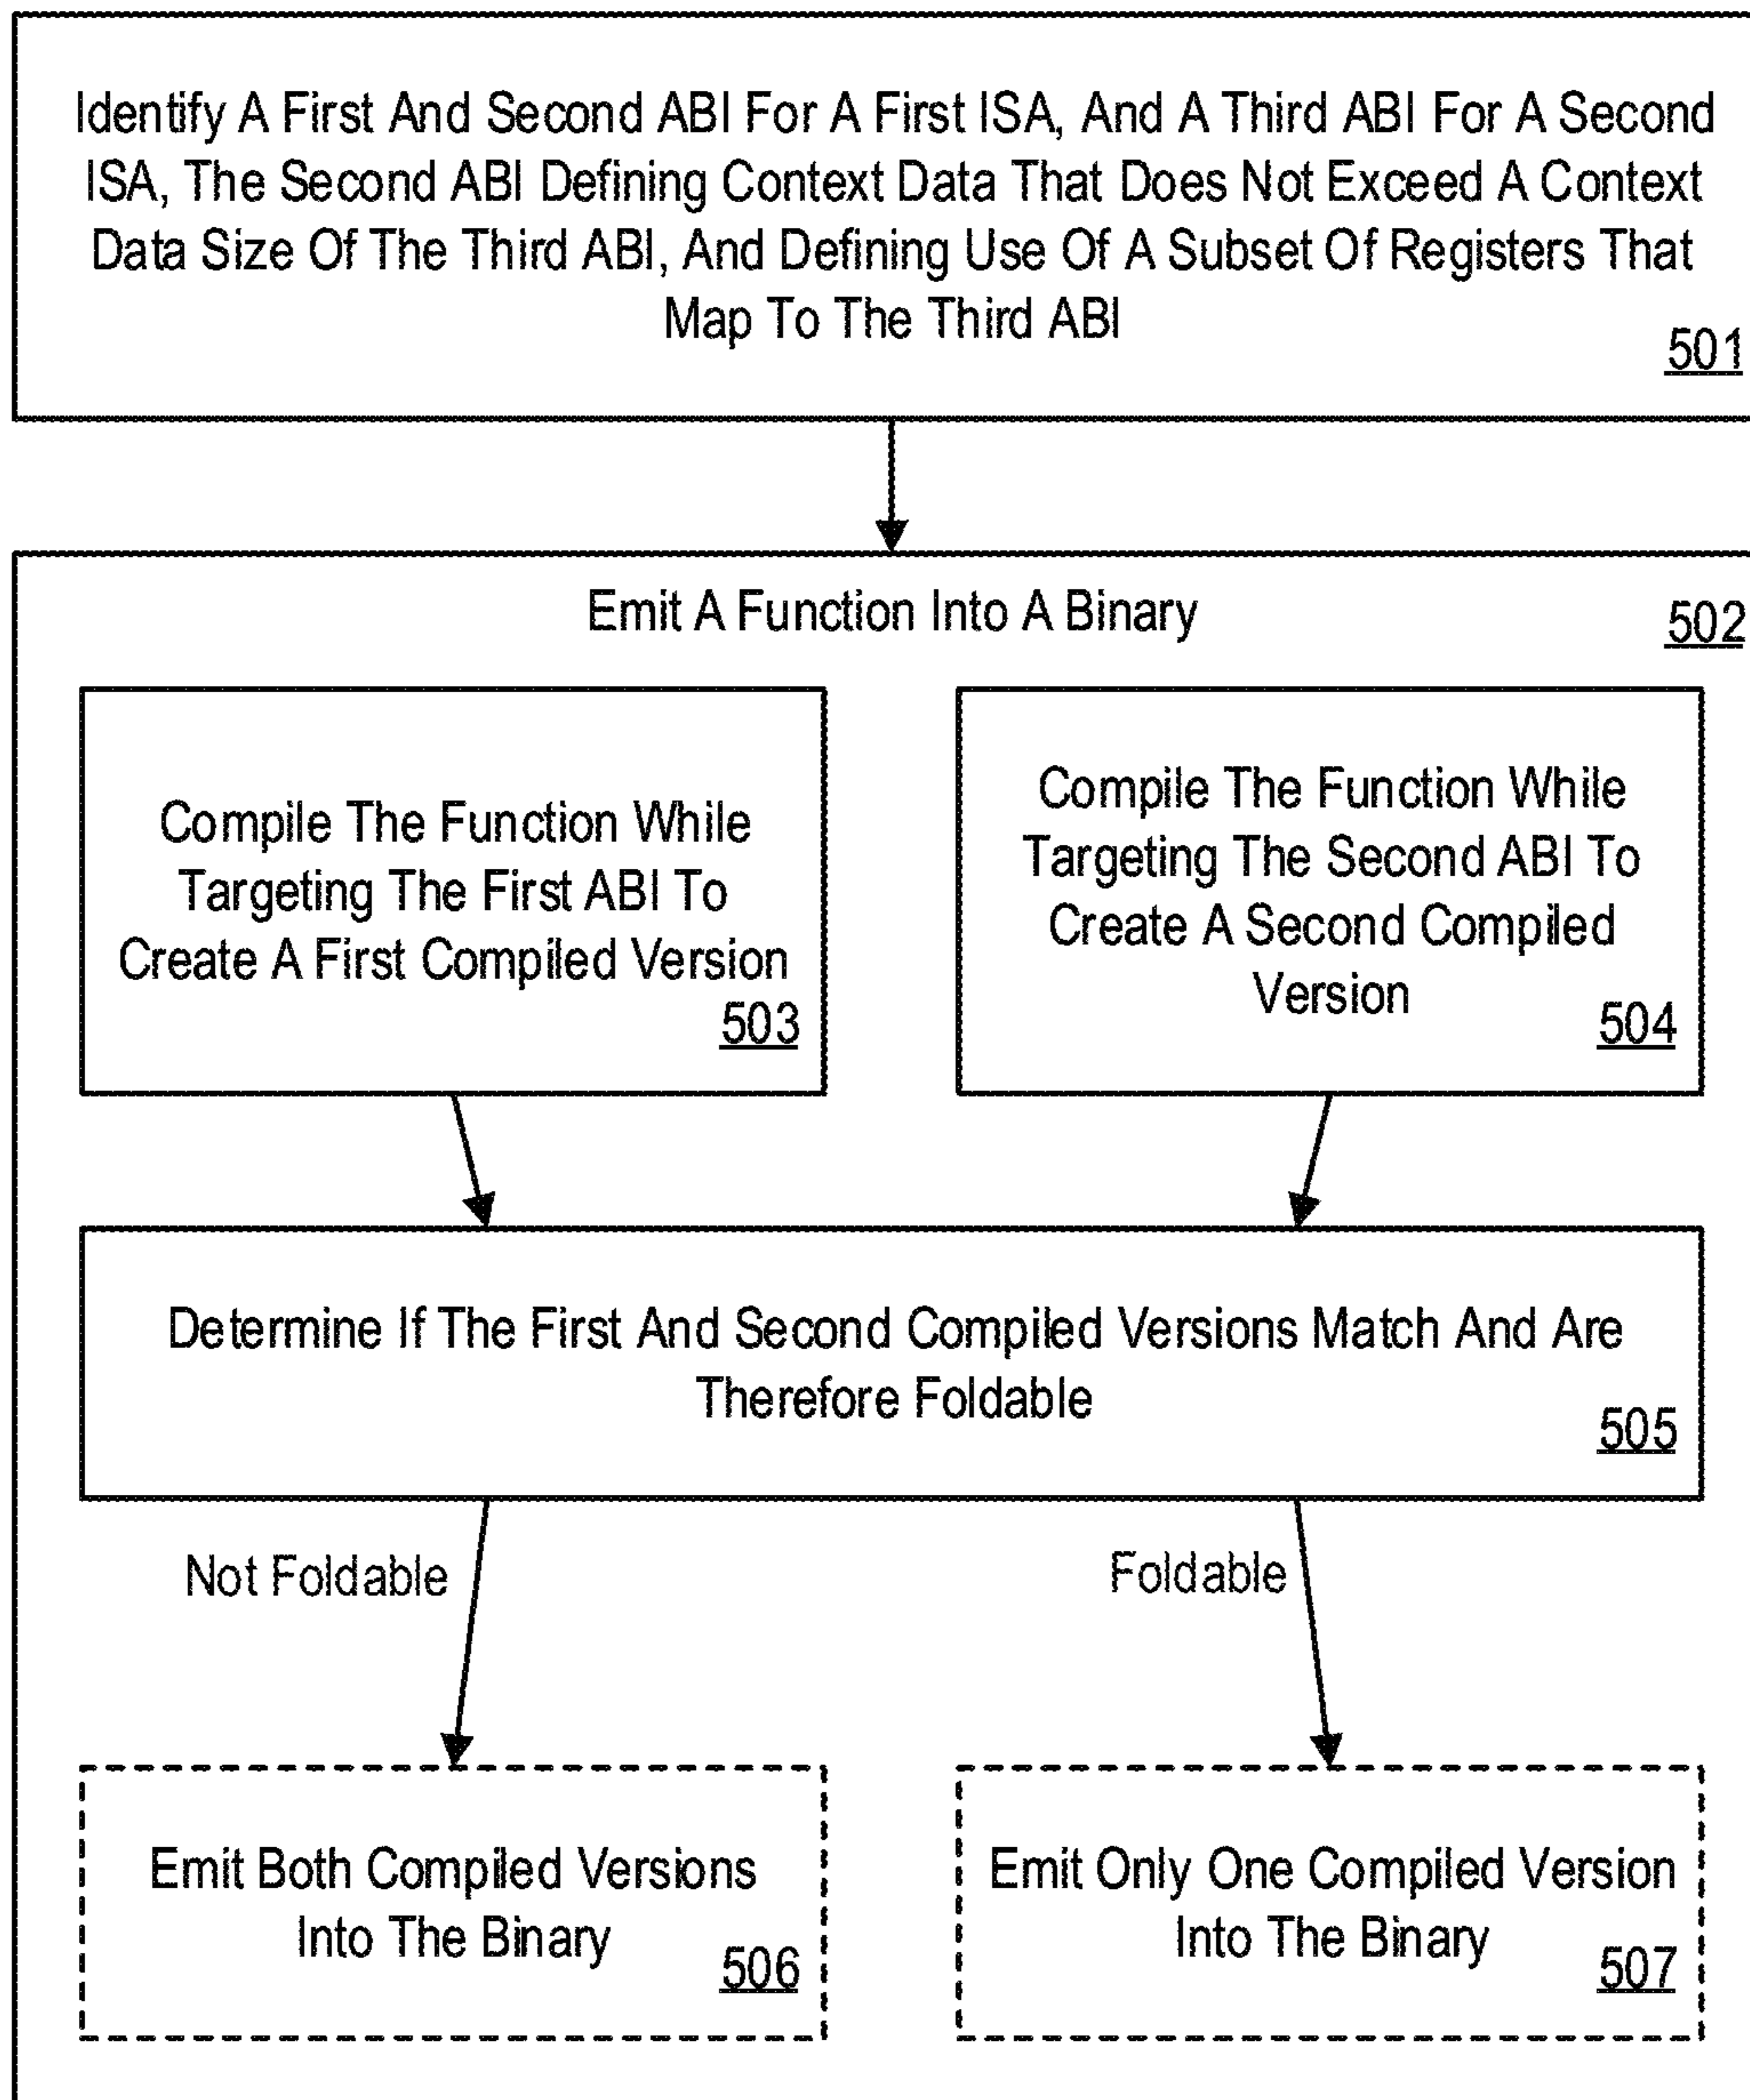 Identify A First And Second ABI For A First ISA, And A Third ABI For A Second
ISA, The Second ABI Defining Context Data That Does Not Exceed A Context
Data Size Of The Third ABI, And Defining Use Of A Subset Of Registers That
Map To The Third ABI
501
Emit A Function Into A Binary
502
Compile The Function While
Targeting The First ABI To
Create A First Compiled Version
503
Compile The Function While
Targeting The Second ABI To
Create A Second Compiled
Version
504
Determine If The First And Second Compiled Versions Match And Are
Therefore Foldable
505
Not Foldable
Foldable
Emit Both Compiled Versions
Into The Binary
506
Emit Only One Compiled Version
Into The Binary
507